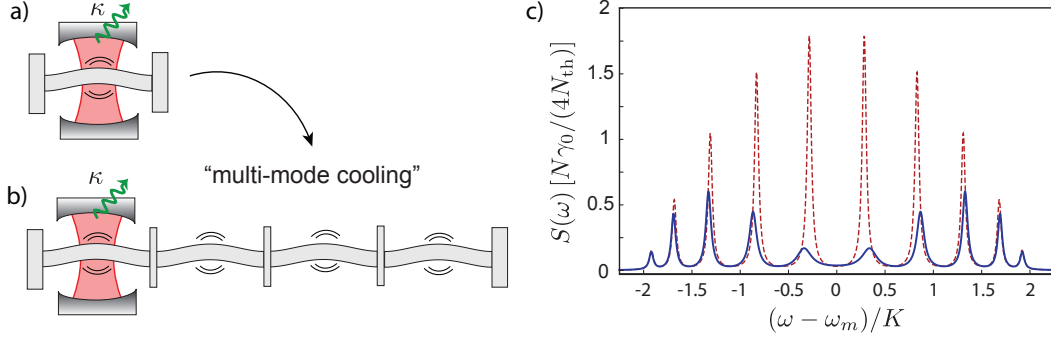 a)
κ
"multi-mode cooling"
b)
κ
c)
S(ω) [Nγ₀/(4N_th)]
2
1.5
1
0.5
0
-2 -1.5 -1 -0.5 0 0.5 1 1.5 2
(ω − ω_m)/K